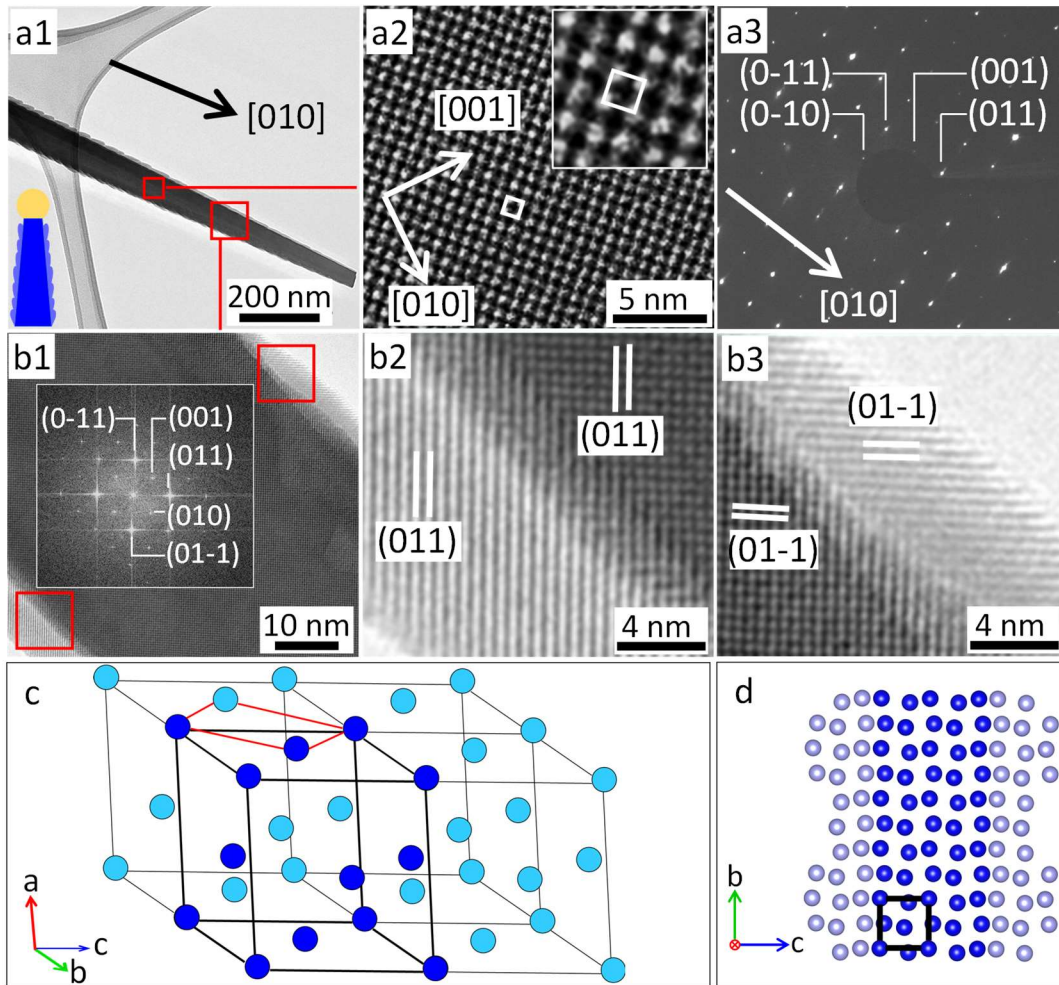 a1
[010]
200 nm
a2
[001]
[010]
5 nm
a3
(0-11)
(001)
(0-10)
(011)
[010]
b1
(0-11)
(001)
(011)
(010)
(01-1)
10 nm
b2
(011)
(011)
4 nm
b3
(01-1)
(01-1)
4 nm
c
a
c
b
d
b
c